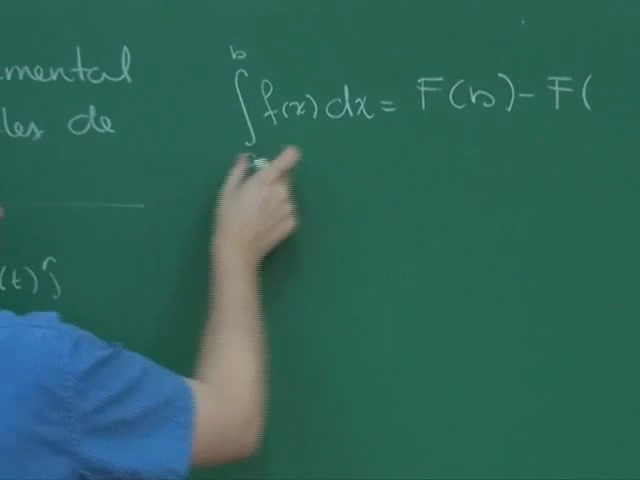 mental
les de
∫ᵇ f(x) dx = F(b) - F(
(t)